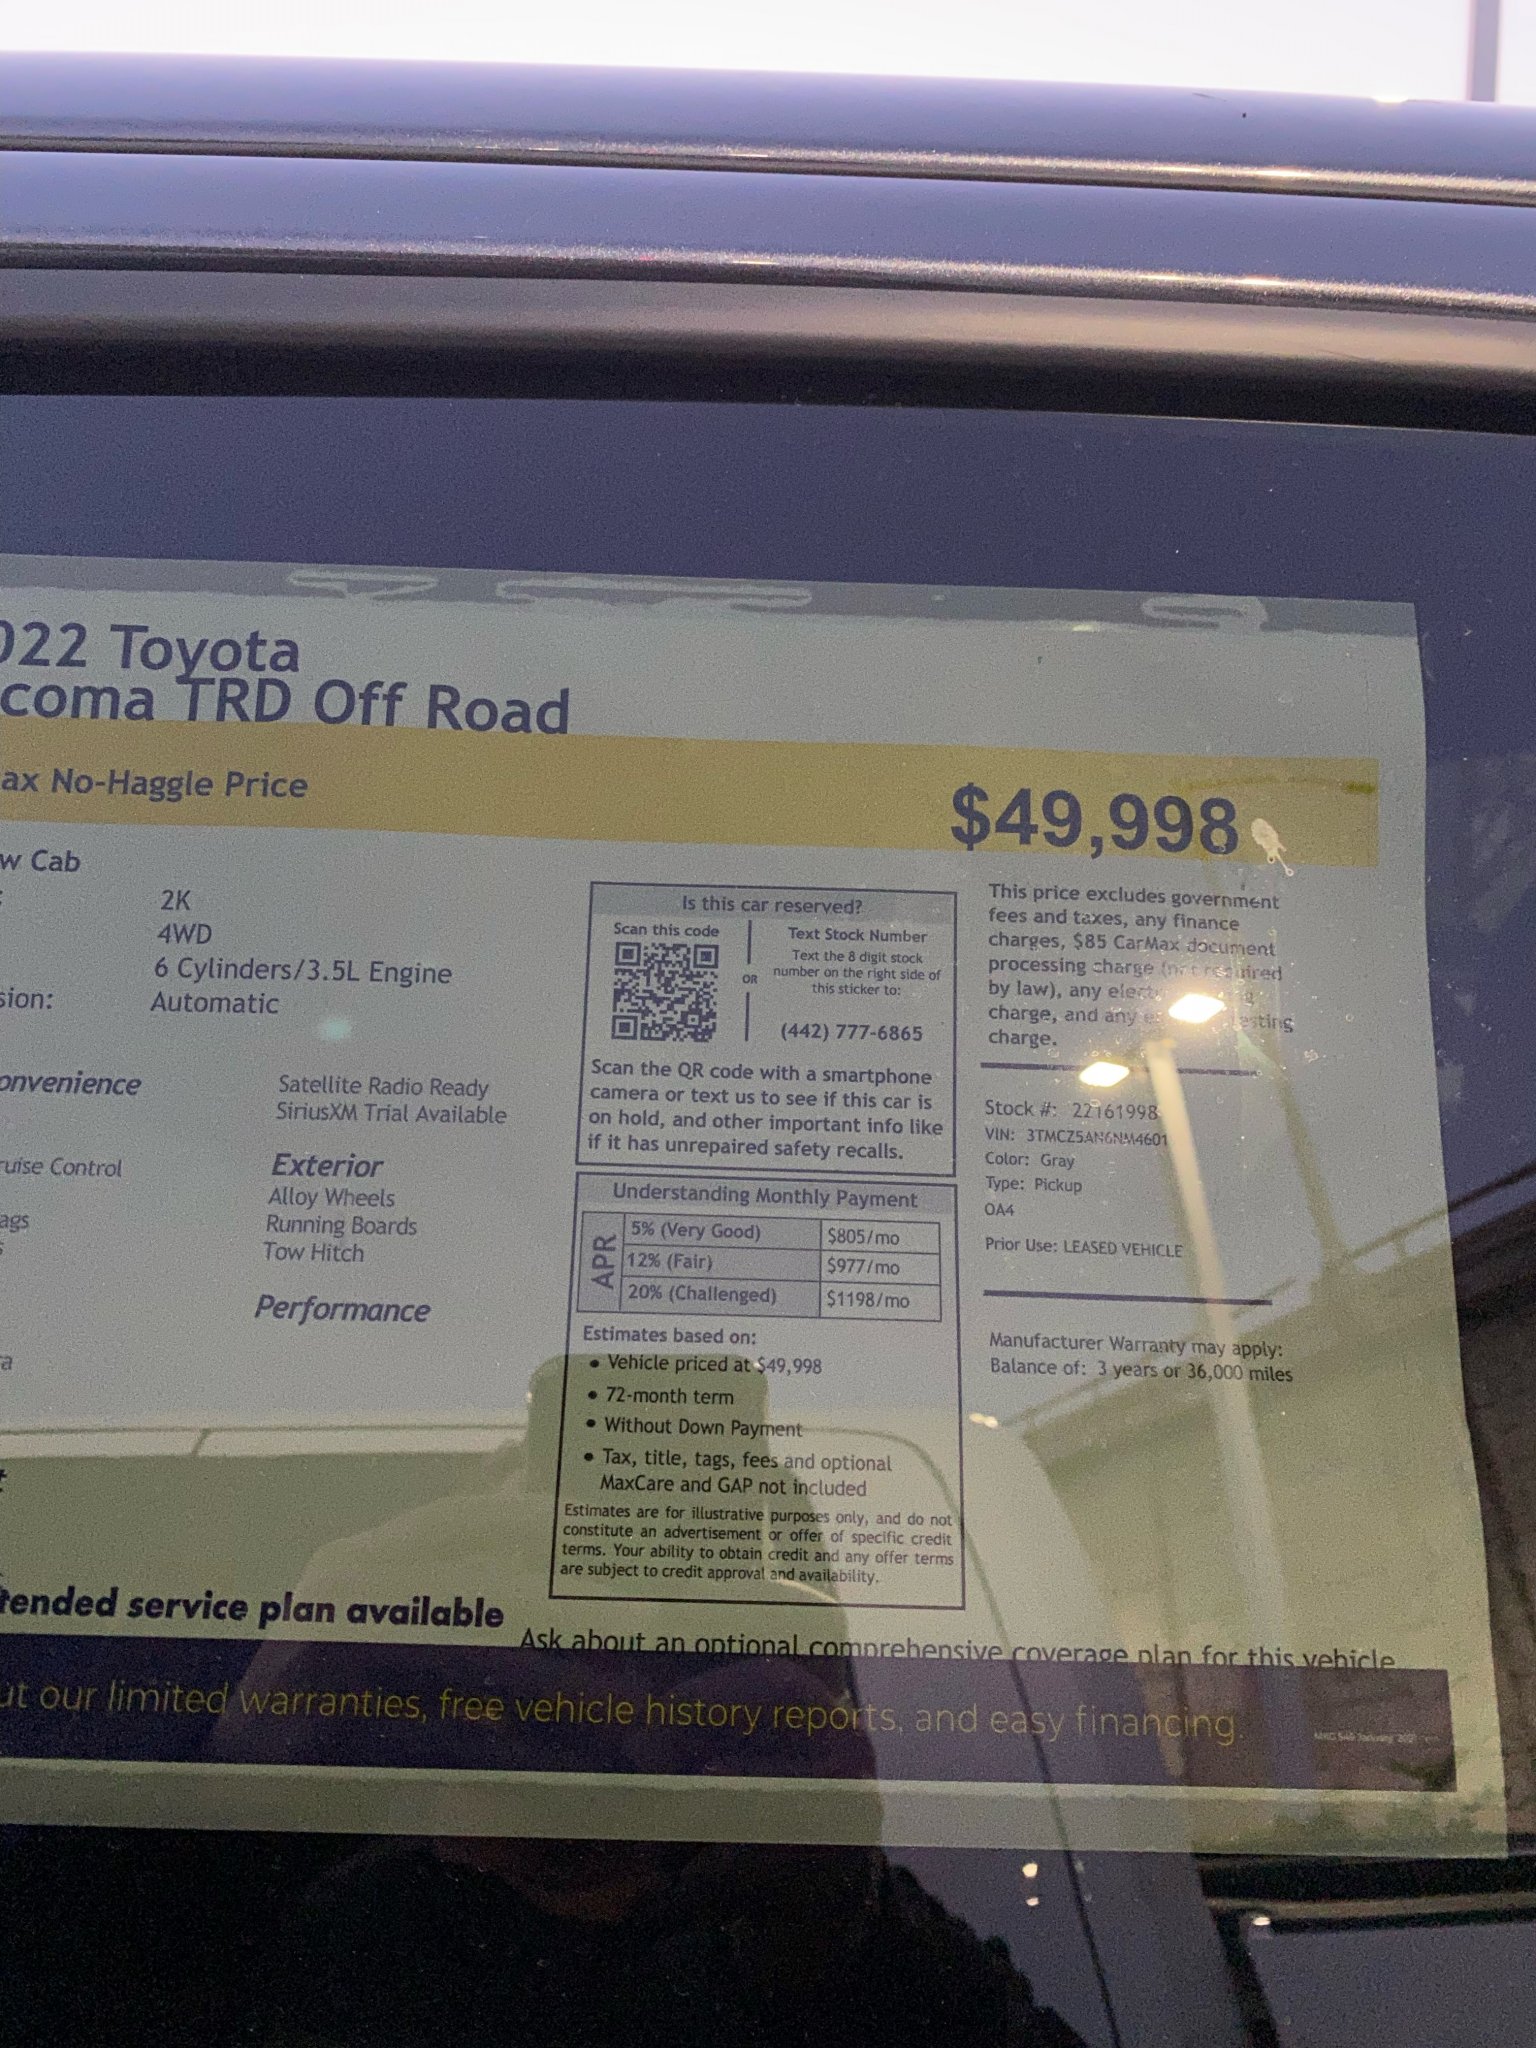 022 Toyota
coma TRD Off Road
ax No-Haggle Price
$49,998
w Cab
2K
4WD
6 Cylinders/3.5L Engine
sion:
Automatic
onvenience
ruise Control
ags
Satellite Radio Ready
SiriusXM Trial Available
Exterior
Alloy Wheels
Running Boards
Tow Hitch
Performance
Is this car reserved?
Scan this code
OR
Text Stock Number
Text the 8 digit stock
number on the right side of
this sticker to:
(442) 777-6865
Scan the QR code with a smartphone
camera or text us to see if this car is
on hold, and other important info like
if it has unrepaired safety recalls.
Understanding Monthly Payment
APR
5% (Very Good) $805/mo
12% (Fair) $977/mo
20% (Challenged) $1198/mo
Estimates based on:
• Vehicle priced at $49,998
• 72-month term
• Without Down Payment
• Tax, title, tags, fees and optional
MaxCare and GAP not included
Estimates are for illustrative purposes only, and do not
constitute an advertisement or offer of specific credit
terms. Your ability to obtain credit and any offer terms
are subject to credit approval and availability.
This price excludes government
fees and taxes, any finance
charges, $85 CarMax document
processing charge (not required
by law), any
charge, and any testing
charge.
Stock #: 22161998
VIN: 3TMCZ5AN6NM4601
Color: Gray
Type: Pickup
OA4
Prior Use: LEASED VEHICLE
Manufacturer Warranty may apply:
Balance of: 3 years or 36,000 miles
tended service plan available
Ask about an optional comprehensive coverage plan for this vehicle
ut our limited warranties, free vehicle history reports, and easy financing.